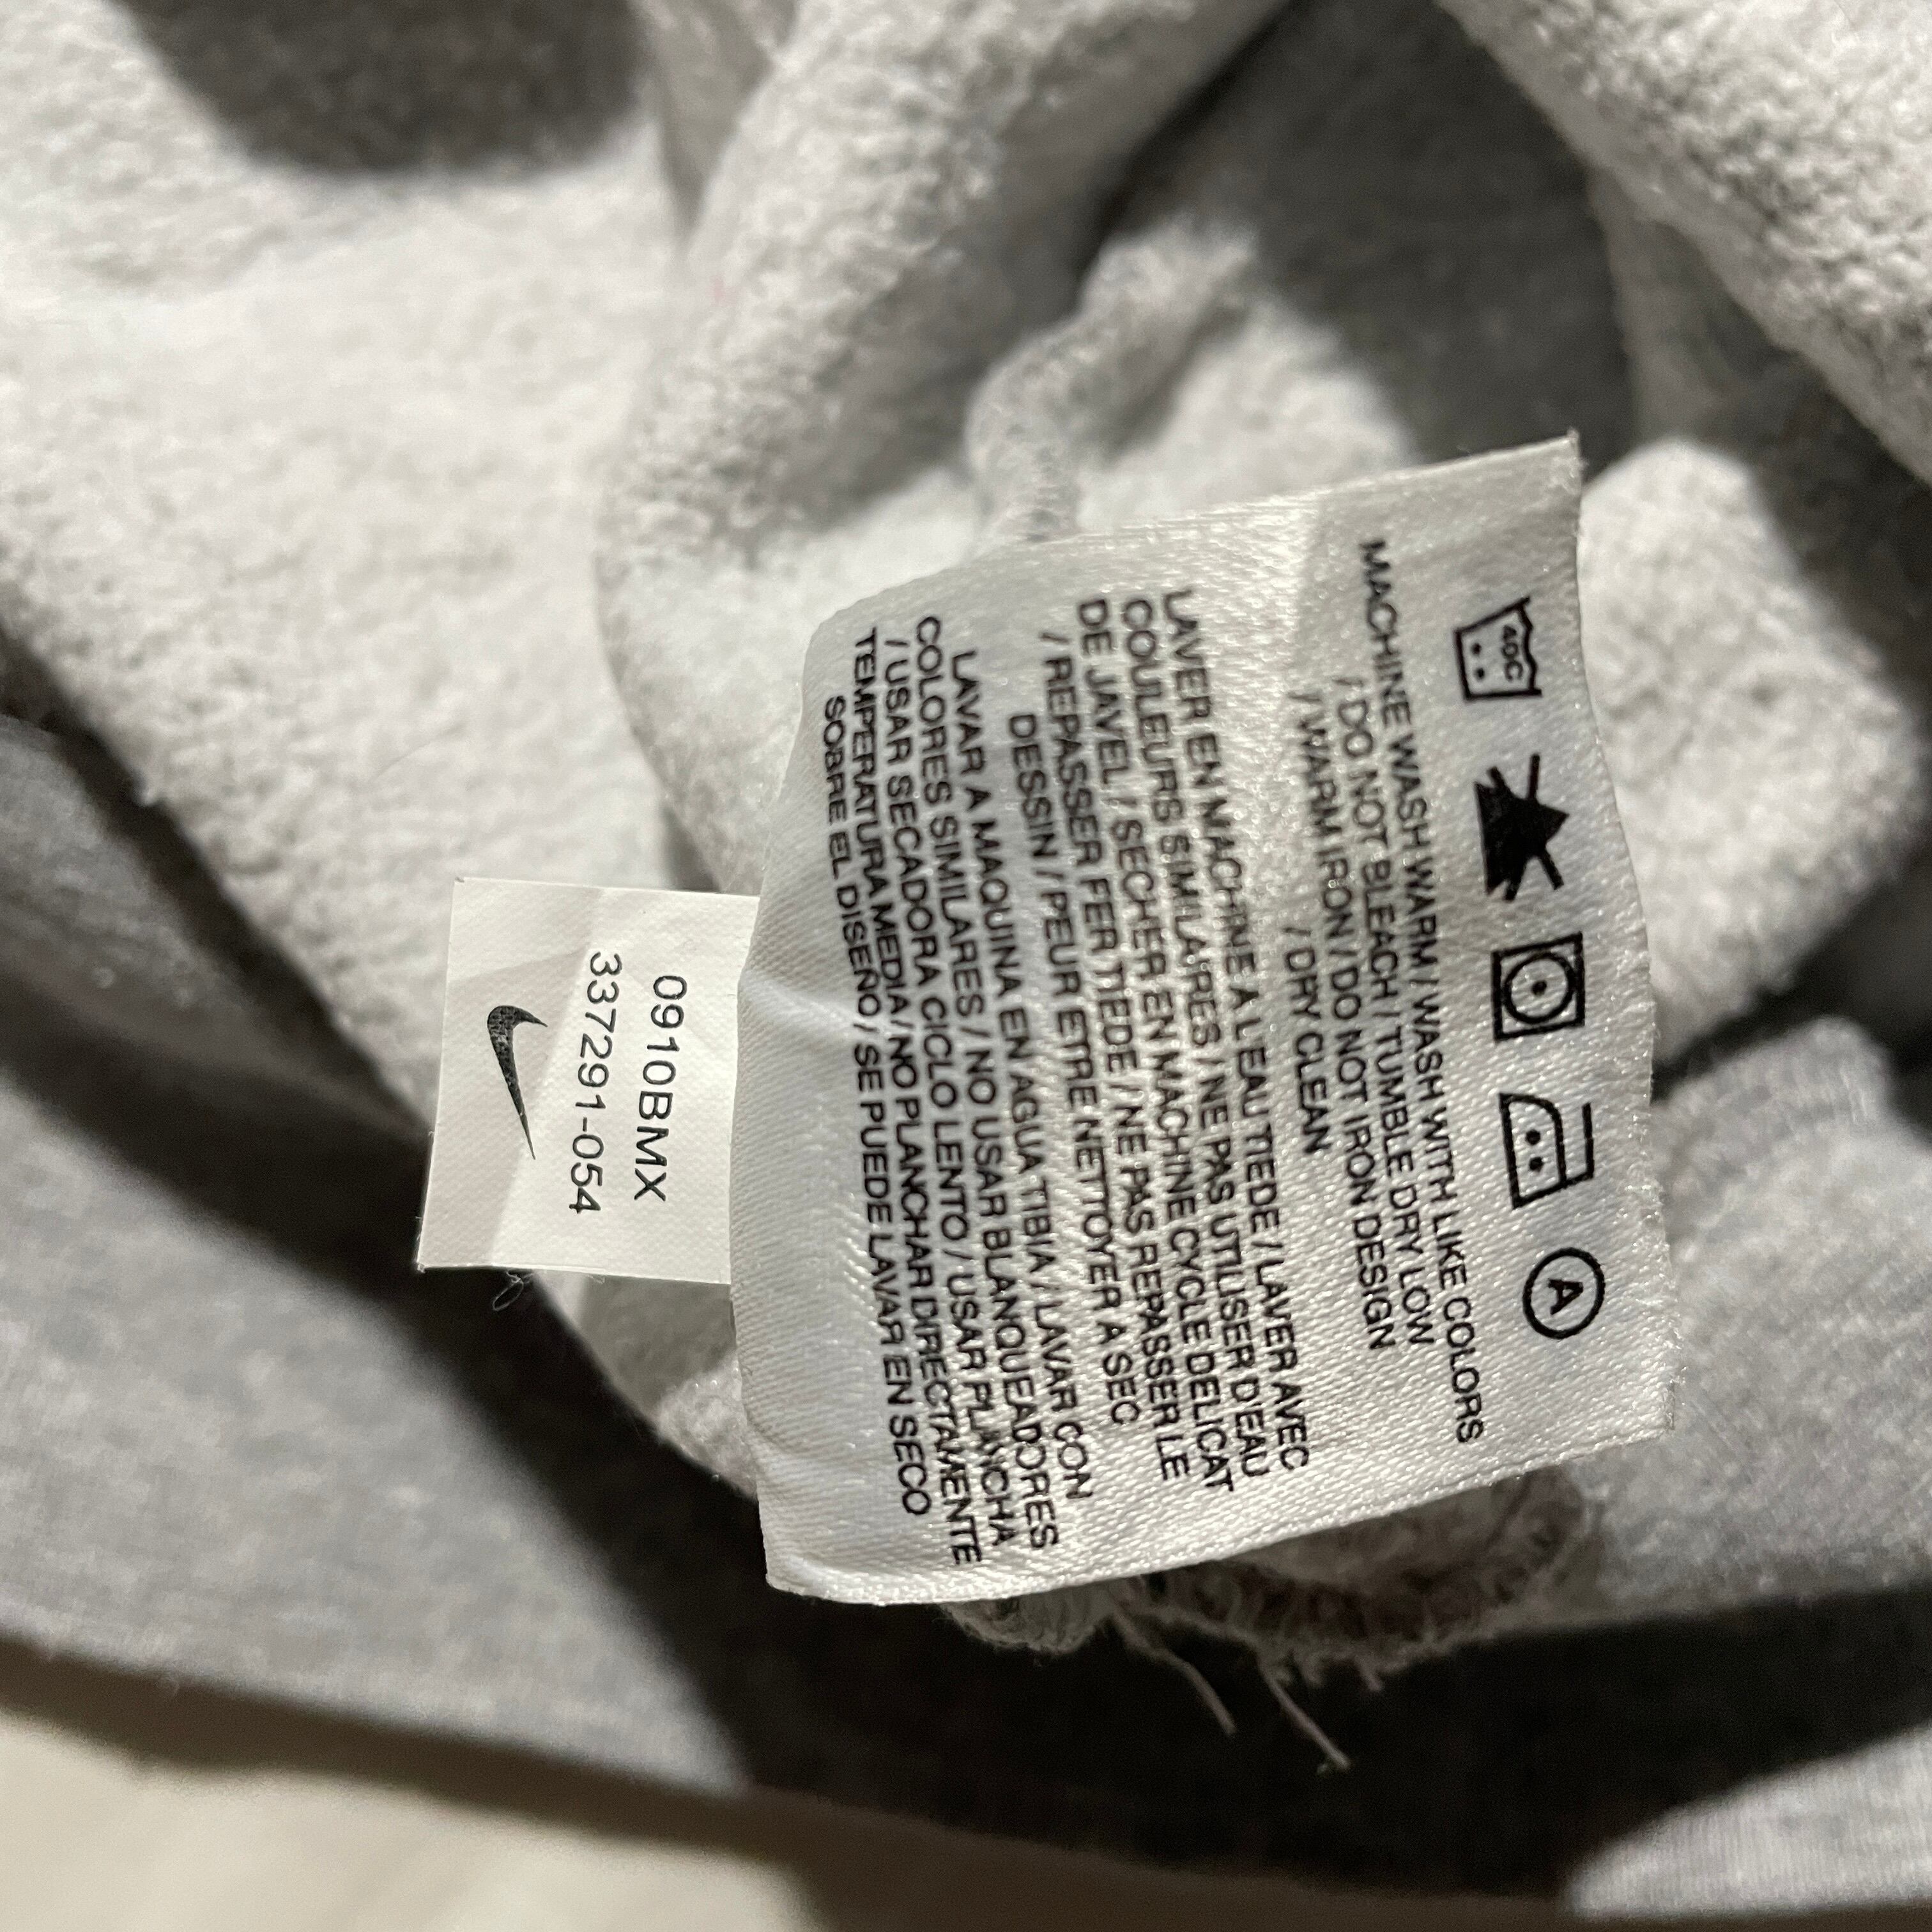 40C
A
MACHINE WASH WARM / WASH WITH LIKE COLORS
/ DO NOT BLEACH / TUMBLE DRY LOW
/ WARM IRON / DO NOT IRON DESIGN
/ DRY CLEAN
LAVER EN MACHINE A L'EAU TIEDE / LAVER AVEC
COULEURS SIMILAIRES / NE PAS UTILISER D'EAU
DE JAVEL / SECHER EN MACHINE CYCLE DELICAT
/ REPASSER FER TIEDE / NE PAS REPASSER LE
DESSIN / PEUR ETRE NETTOYER A SEC
LAVAR A MAQUINA EN AGUA TIBIA / LAVAR CON
COLORES SIMILARES / NO USAR BLANQUEADORES
/ USAR SECADORA CICLO LENTO / USAR PLANCHA
TEMPERATURA MEDIA / NO PLANCHAR DIRECTAMENTE
SOBRE EL DISEÑO / SE PUEDE LAVAR EN SECO
0910BMX
337291-054